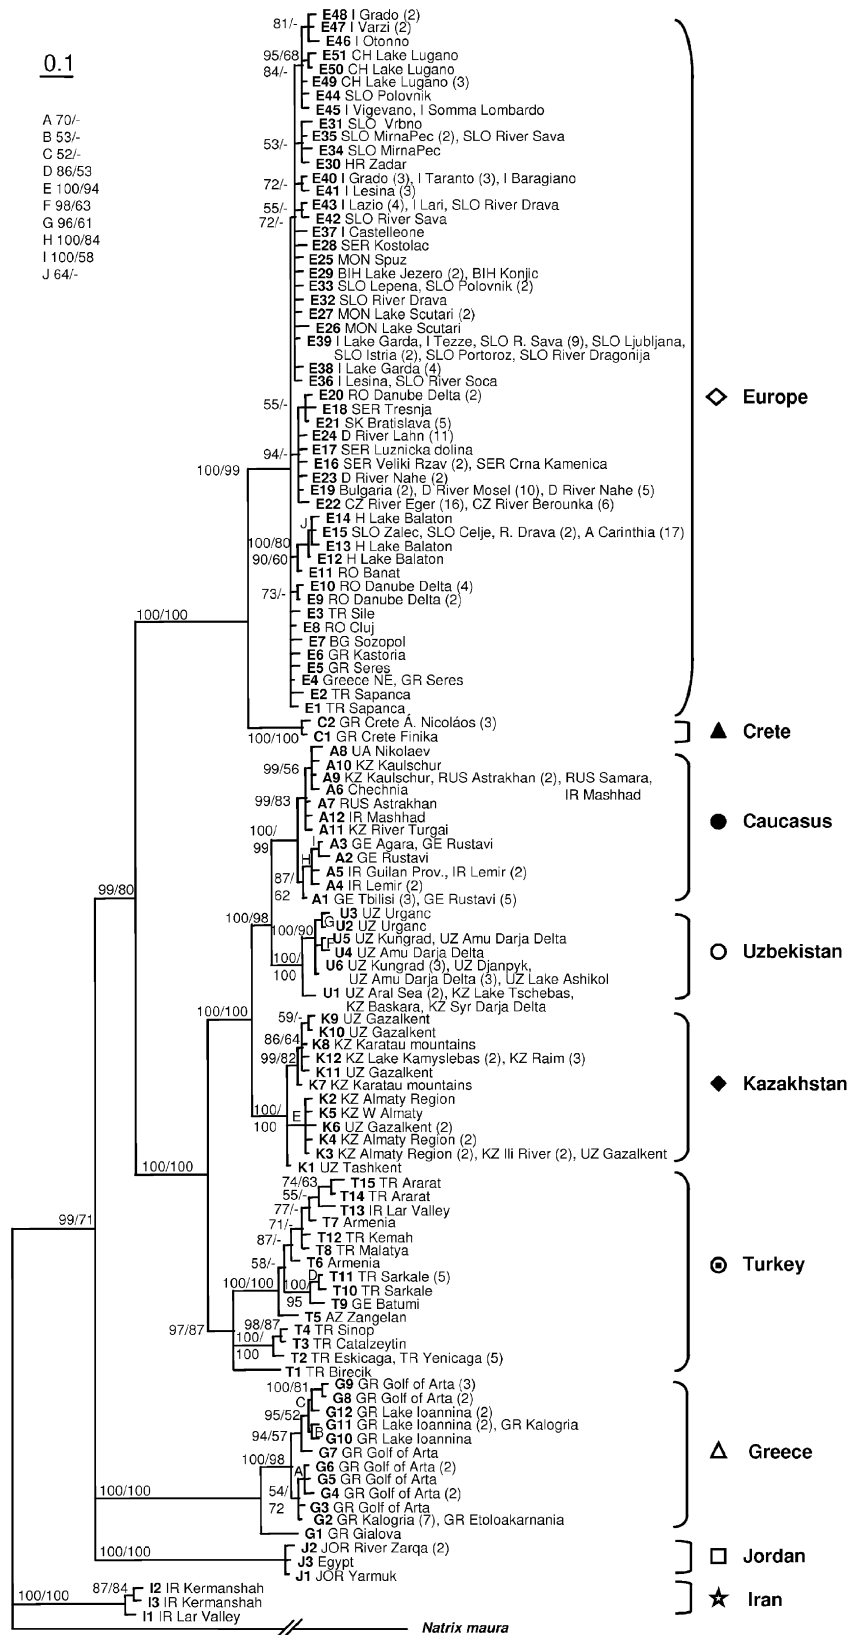 0.1
A 70/-
B 53/-
C 52/-
D 86/53
E 100/94
F 98/63
G 96/61
H 100/84
I 100/58
J 64/-
81/-
E48 I Grado (2)
E47 I Varzi (2)
E46 I Otonno
95/68
E51 CH Lake Lugano
84/-
E50 CH Lake Lugano
E49 CH Lake Lugano (3)
E44 SLO Polovnik
E45 I Vigevano, I Somma Lombardo
E31 SLO Vrbno
E35 SLO MirnaPec (2), SLO River Sava
53/-
E34 SLO MirnaPec
E30 HR Zadar
E40 I Grado (3), I Taranto (3), I Baragiano
72/-
E41 I Lesina (3)
E43 I Lazio (4), I Lari, SLO River Drava
55/-
E42 SLO River Sava
72/-
E37 I Castelleone
E28 SER Kostolac
E25 MON Spuz
E29 BIH Lake Jezero (2), BIH Konjic
E33 SLO Lepena, SLO Polovnik (2)
E32 SLO River Drava
E27 MON Lake Scutari (2)
E26 MON Lake Scutari
E39 I Lake Garda, I Tezze, SLO R. Sava (9), SLO Ljubljana,
SLO Istria (2), SLO Portoroz, SLO River Dragonija
E38 I Lake Garda (4)
E36 I Lesina, SLO River Soca
E20 RO Danube Delta (2)
55/-
E18 SER Tresnja
E21 SK Bratislava (5)
E24 D River Lahn (11)
94/-
E17 SER Luznicka dolina
E16 SER Veliki Rzav (2), SER Crna Kamenica
100/99
E23 D River Nahe (2)
E19 Bulgaria (2), D River Mosel (10), D River Nahe (5)
E22 CZ River Eger (16), CZ River Berounka (6)
J
E14 H Lake Balaton
E15 SLO Zalec, SLO Celje, R. Drava (2), A Carinthia (17)
100/80
E13 H Lake Balaton
90/60
E12 H Lake Balaton
E11 RO Banat
E10 RO Danube Delta (4)
73/-
E9 RO Danube Delta (2)
E3 TR Sile
100/100
E8 RO Cluj
E7 BG Sozopol
E6 GR Kastoria
E5 GR Seres
E4 Greece NE, GR Seres
E2 TR Sapanca
E1 TR Sapanca
Europe
C2 GR Crete Á. Nicoláos (3)
100/100
C1 GR Crete Finika
Crete
A8 UA Nikolaev
A10 KZ Kaulschur
99/56
A9 KZ Kaulschur, RUS Astrakhan (2), RUS Samara,
IR Mashhad
A6 Chechnia
99/83
A7 RUS Astrakhan
A12 IR Mashhad
A11 KZ River Turgai
100/
99
I
A3 GE Agara, GE Rustavi
H
A2 GE Rustavi
A5 IR Guilan Prov., IR Lemir (2)
87/
62
A4 IR Lemir (2)
A1 GE Tbilisi (3), GE Rustavi (5)
Caucasus
99/80
100/98
U3 UZ Urganc
G
U2 UZ Urganc
100/90
U5 UZ Kungrad, UZ Amu Darja Delta
F
U4 UZ Amu Darja Delta
100/
100
U6 UZ Kungrad (3), UZ Djanpyk,
UZ Amu Darja Delta (3), UZ Lake Ashikol
U1 UZ Aral Sea (2), KZ Lake Tschebas,
KZ Baskara, KZ Syr Darja Delta
Uzbekistan
100/100
59/-
K9 UZ Gazalkent
K10 UZ Gazalkent
86/64
K8 KZ Karatau mountains
99/82
K12 KZ Lake Kamyslebas (2), KZ Raim (3)
K11 UZ Gazalkent
K7 KZ Karatau mountains
K2 KZ Almaty Region
100/
100
E
K5 KZ W Almaty
K6 UZ Gazalkent (2)
K4 KZ Almaty Region (2)
K3 KZ Almaty Region (2), KZ Ili River (2), UZ Gazalkent
K1 UZ Tashkent
Kazakhstan
100/100
74/63
T15 TR Ararat
55/-
T14 TR Ararat
77/-
T13 IR Lar Valley
71/-
T7 Armenia
87/-
T12 TR Kemah
T8 TR Malatya
58/-
T6 Armenia
D
T11 TR Sarkale (5)
100/100
100/
95
T10 TR Sarkale
T9 GE Batumi
T5 AZ Zangelan
97/87
98/87
T4 TR Sinop
100/
100
T3 TR Catalzeytin
T2 TR Eskicaga, TR Yenicaga (5)
T1 TR Birecik
Turkey
99/71
100/81
G9 GR Golf of Arta (3)
C
G8 GR Golf of Arta (2)
95/52
G12 GR Lake Ioannina (2)
G11 GR Lake Ioannina (2), GR Kalogria
B
94/57
G10 GR Lake Ioannina
G7 GR Golf of Arta
100/98
A
G6 GR Golf of Arta (2)
G5 GR Golf of Arta
54/
72
G4 GR Golf of Arta (2)
100/100
G3 GR Golf of Arta
G2 GR Kalogria (7), GR Etoloakarnania
G1 GR Gialova
Greece
J2 JOR River Zarqa (2)
100/100
J3 Egypt
J1 JOR Yarmuk
Jordan
87/84
I2 IR Kermanshah
100/100
I3 IR Kermanshah
I1 IR Lar Valley
Iran
Natrix maura